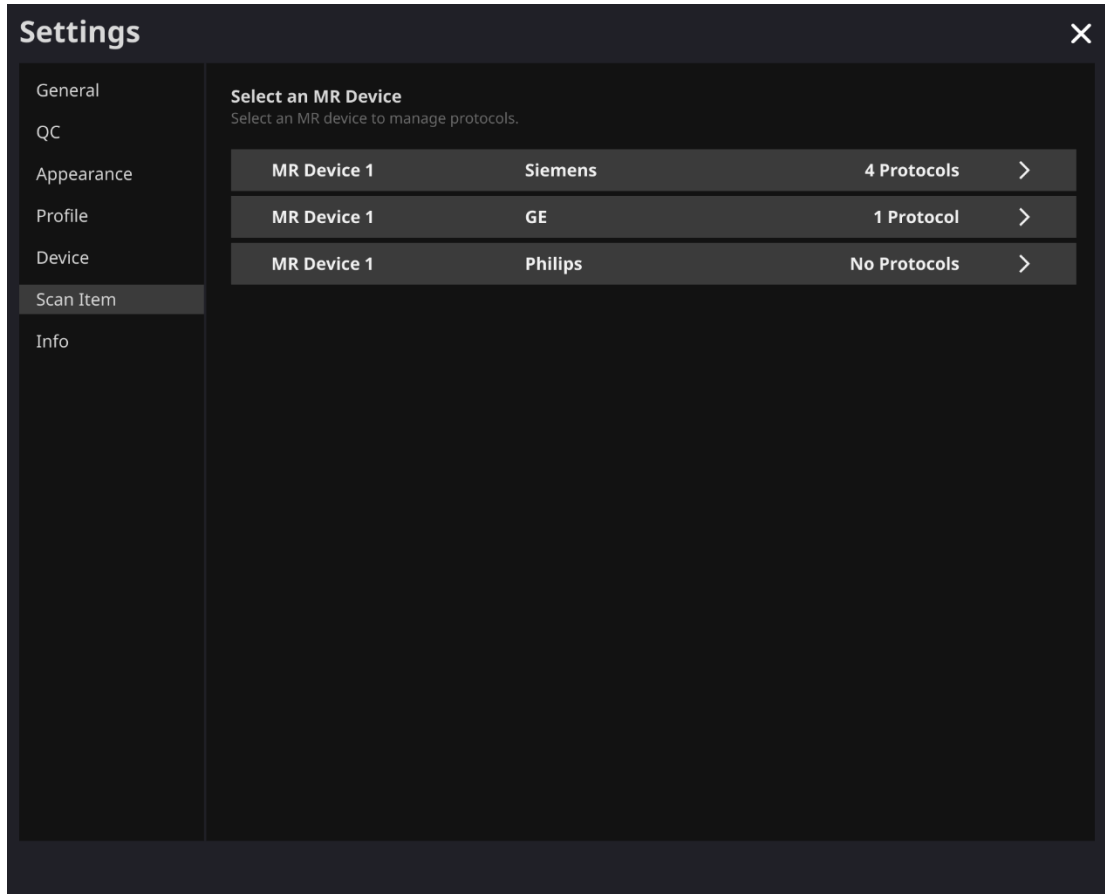 Settings
General
QC
Appearance
Profile
Device
Scan Item
Info
Select an MR Device
Select an MR device to manage protocols.
MR Device 1 Siemens 4 Protocols
MR Device 1 GE 1 Protocol
MR Device 1 Philips No Protocols